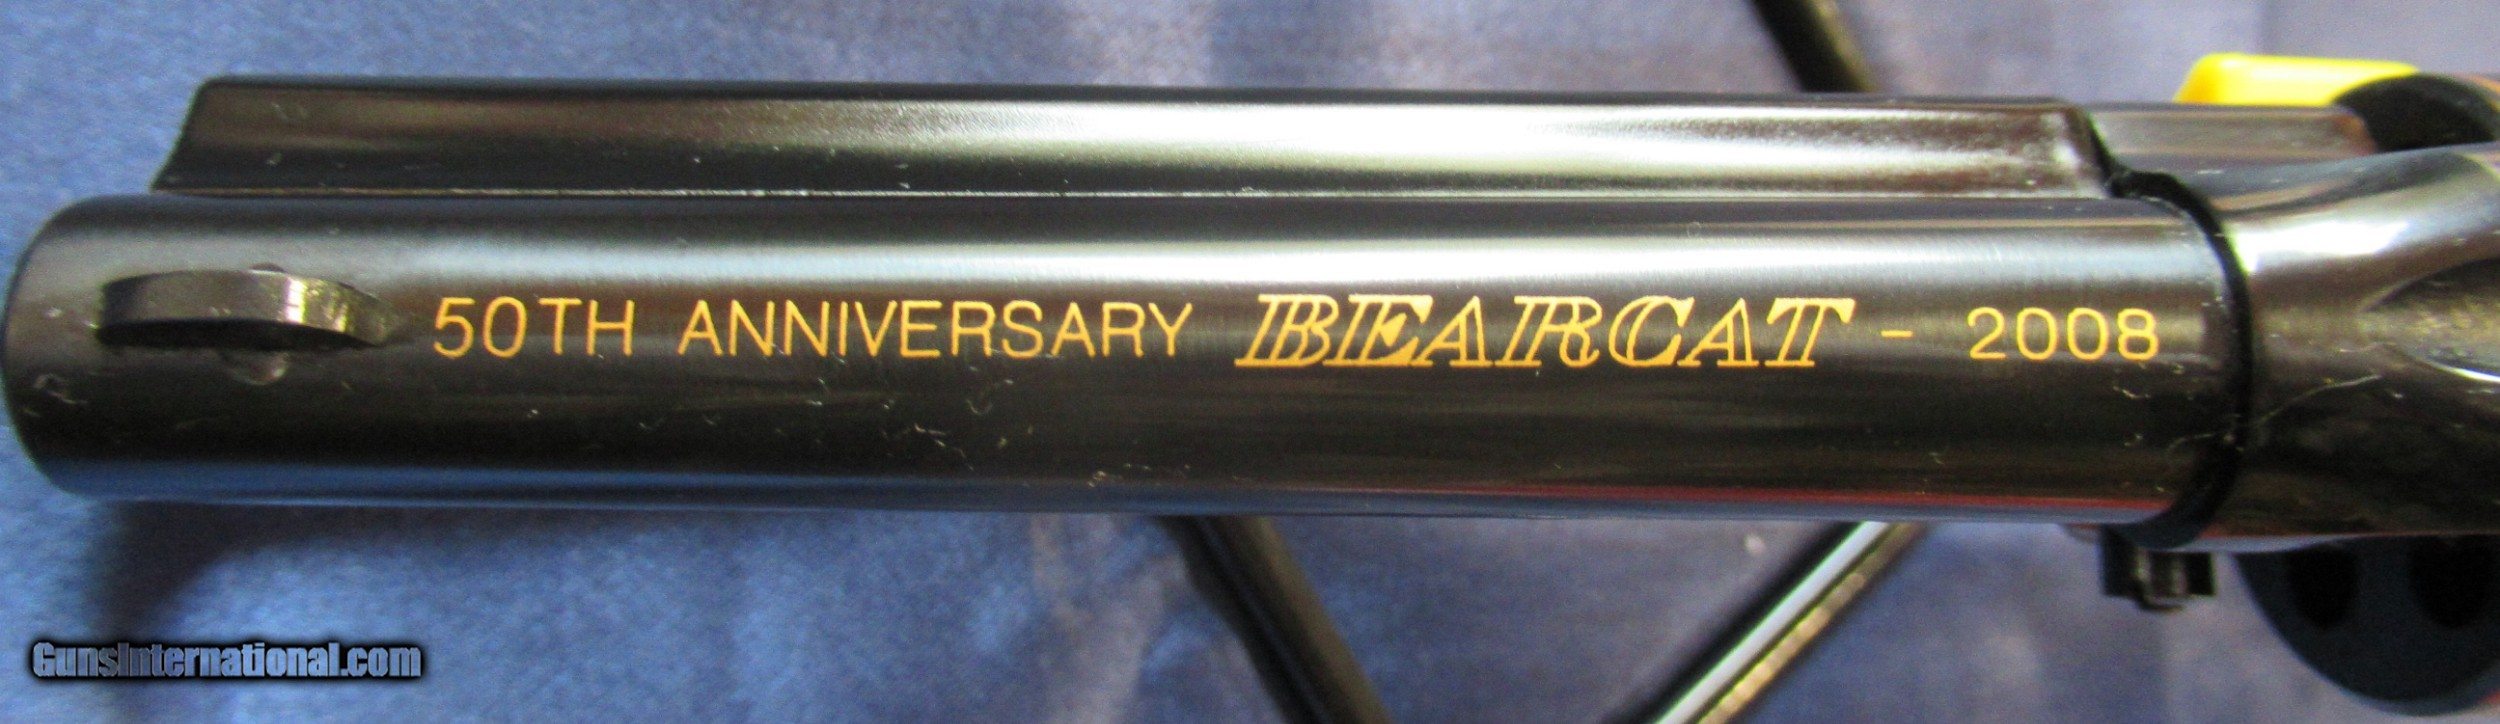 50TH ANNIVERSARY BEARCAT - 2008
GunsInternational.com